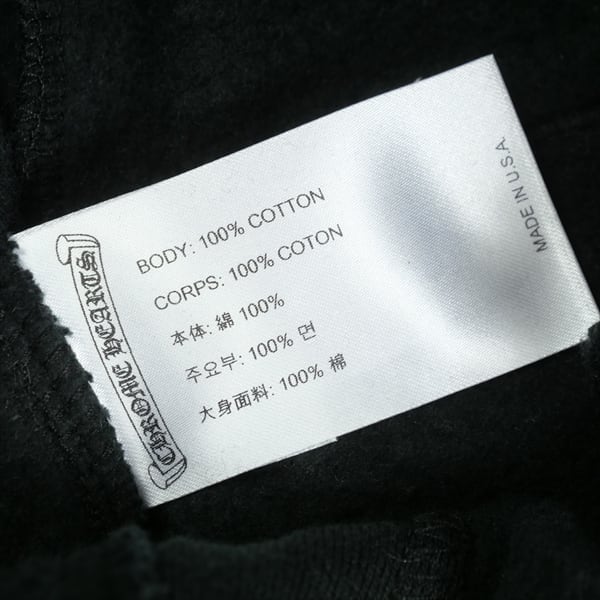 CHROME HEARTS
BODY: 100% COTTON
CORPS: 100% COTON
本体: 綿 100%
주요부: 100% 면
大身面料: 100% 棉
MADE IN U.S.A.